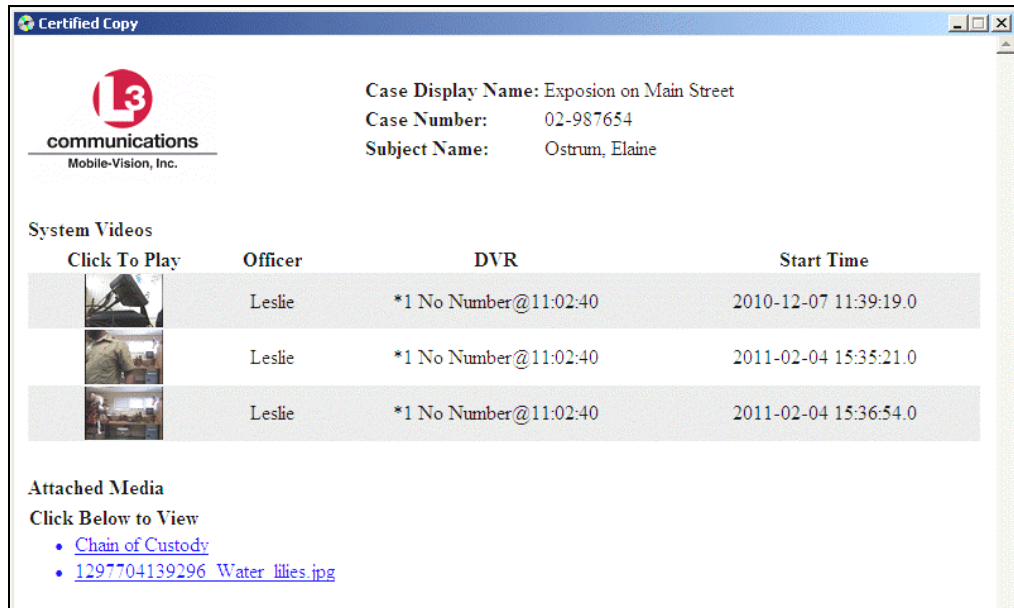 Certified Copy
L3
communications
Mobile-Vision, Inc.
Case Display Name: Exposion on Main Street
Case Number: 02-987654
Subject Name: Ostrum, Elaine
System Videos
Click To Play Officer DVR Start Time
Leslie *1 No Number@11:02:40 2010-12-07 11:39:19.0
Leslie *1 No Number@11:02:40 2011-02-04 15:35:21.0
Leslie *1 No Number@11:02:40 2011-02-04 15:36:54.0
Attached Media
Click Below to View
• Chain of Custody
• 1297704139296_Water_lilies.jpg